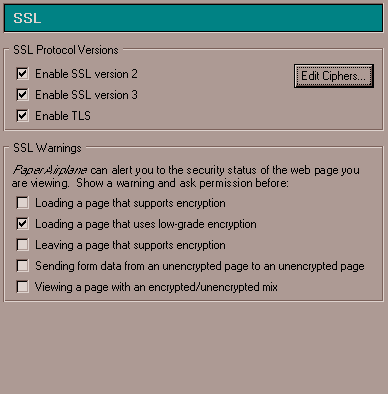 SSL
SSL Protocol Versions
Enable SSL version 2
Edit Ciphers...
Enable SSL version 3
Enable TLS
SSL Warnings
PaperAirplane can alert you to the security status of the web page you
are viewing. Show a warning and ask permission before:
Loading a page that supports encryption
Loading a page that uses low-grade encryption
Leaving a page that supports encryption
Sending form data from an unencrypted page to an unencrypted page
Viewing a page with an encrypted/unencrypted mix